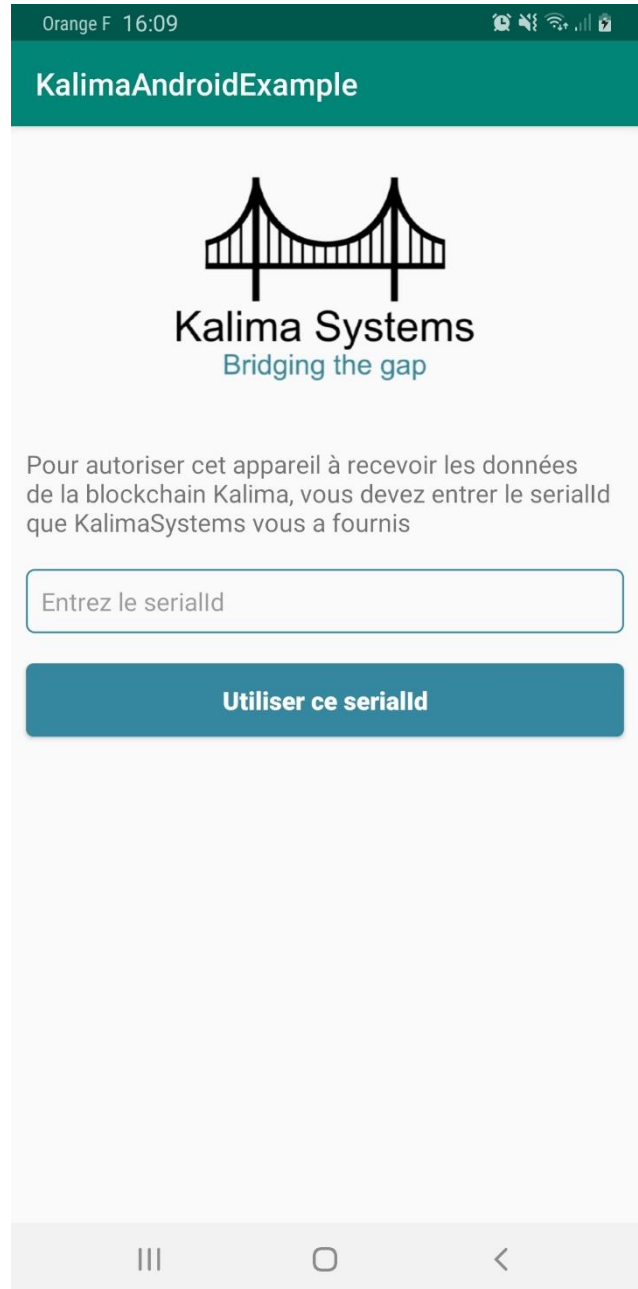 Orange F 16:09
KalimaAndroidExample
Kalima Systems
Bridging the gap
Pour autoriser cet appareil à recevoir les données
de la blockchain Kalima, vous devez entrer le serialId
que KalimaSystems vous a fournis
Entrez le serialId
Utiliser ce serialId